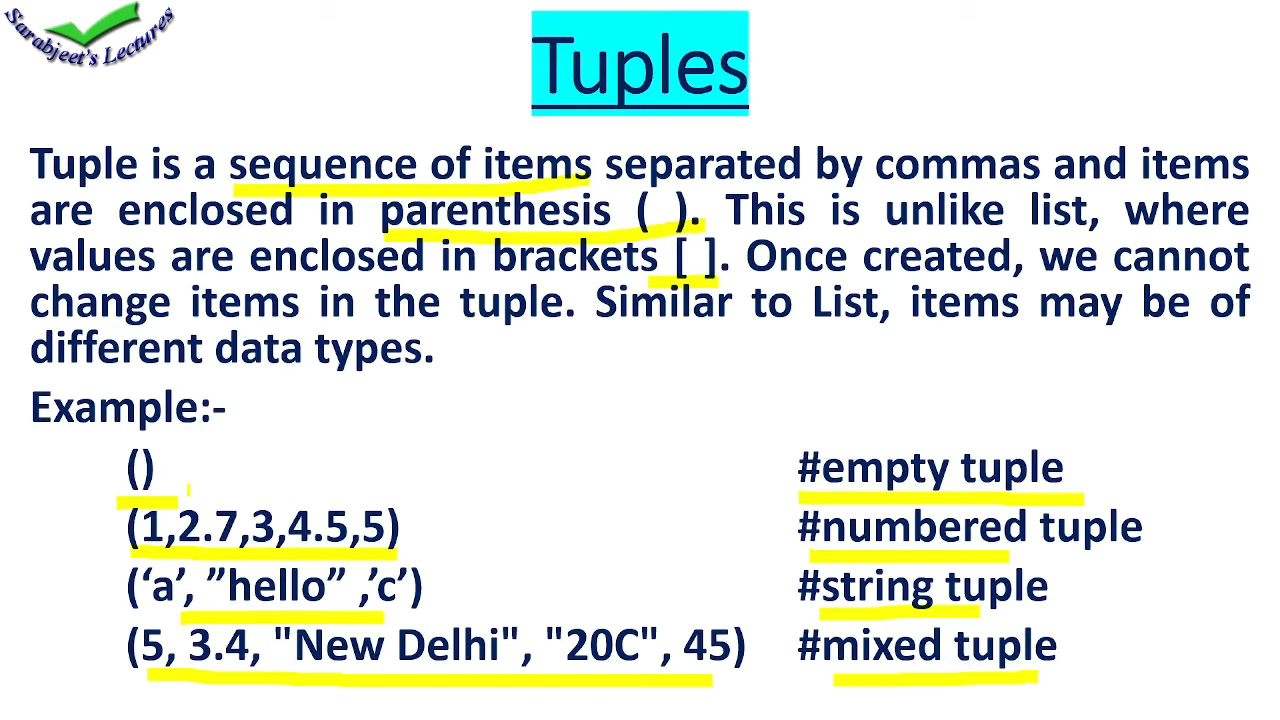 Sarabjeet's Lectures
Tuples
Tuple is a sequence of items separated by commas and items
are enclosed in parenthesis ( ). This is unlike list, where
values are enclosed in brackets [ ]. Once created, we cannot
change items in the tuple. Similar to List, items may be of
different data types.
Example:-
() #empty tuple
(1,2.7,3,4.5,5) #numbered tuple
(‘a’, ”hello” ,’c’) #string tuple
(5, 3.4, "New Delhi", "20C", 45) #mixed tuple